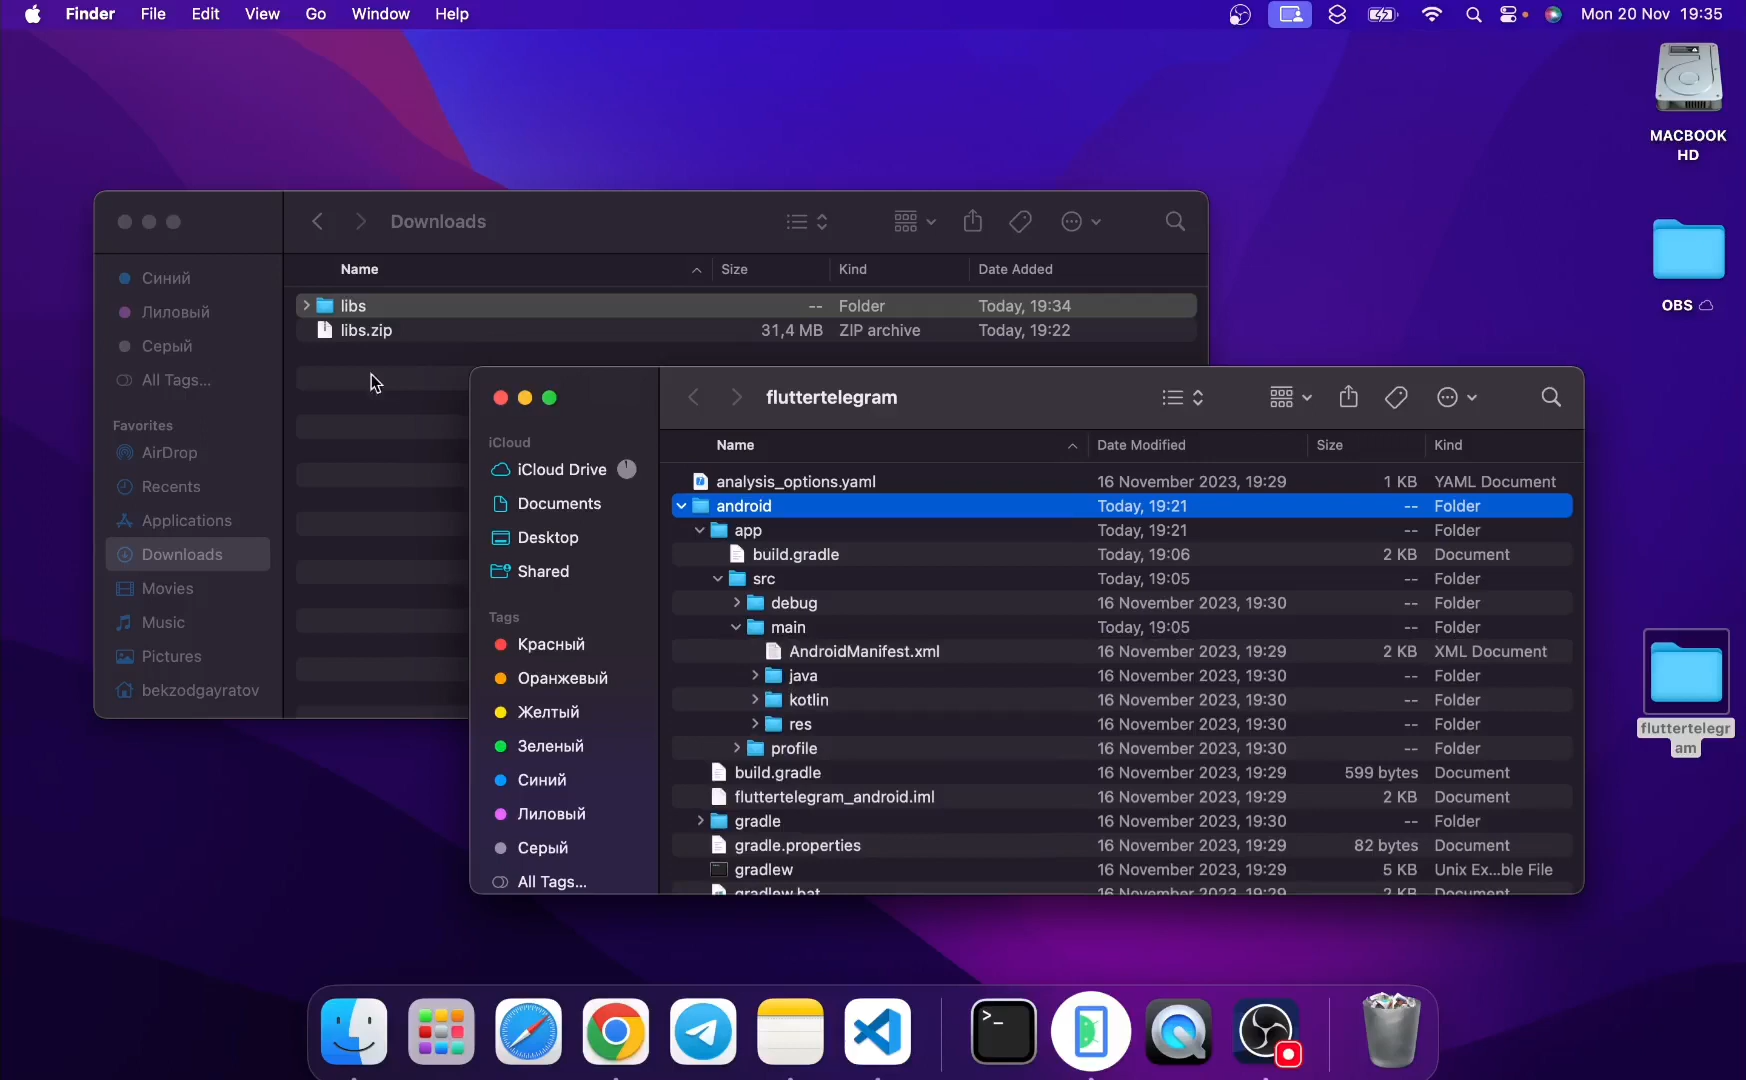 Finder File Edit View Go Window Help Mon 20 Nov 19:35
MACBOOK
HD
OBS
fluttertelegr
am
Downloads
Name Size Kind Date Added
libs -- Folder Today, 19:34
libs.zip 31,4 MB ZIP archive Today, 19:22
Синий
Лиловый
Серый
All Tags...
Favorites
AirDrop
Recents
Applications
Downloads
Movies
Music
Pictures
bekzodgayratov
fluttertelegram
iCloud
iCloud Drive
Documents
Desktop
Shared
Tags
Красный
Оранжевый
Желтый
Зеленый
Синий
Лиловый
Серый
All Tags...
Name Date Modified Size Kind
analysis_options.yaml 16 November 2023, 19:29 1 KB YAML Document
android Today, 19:21 -- Folder
app Today, 19:21 -- Folder
build.gradle Today, 19:06 2 KB Document
src Today, 19:05 -- Folder
debug 16 November 2023, 19:30 -- Folder
main Today, 19:05 -- Folder
AndroidManifest.xml 16 November 2023, 19:29 2 KB XML Document
java 16 November 2023, 19:30 -- Folder
kotlin 16 November 2023, 19:30 -- Folder
res 16 November 2023, 19:30 -- Folder
profile 16 November 2023, 19:30 -- Folder
build.gradle 16 November 2023, 19:29 599 bytes Document
fluttertelegram_android.iml 16 November 2023, 19:29 2 KB Document
gradle 16 November 2023, 19:30 -- Folder
gradle.properties 16 November 2023, 19:29 82 bytes Document
gradlew 16 November 2023, 19:29 5 KB Unix Ex...ble File
gradlew.bat 16 November 2023, 19:29 2 KB Document